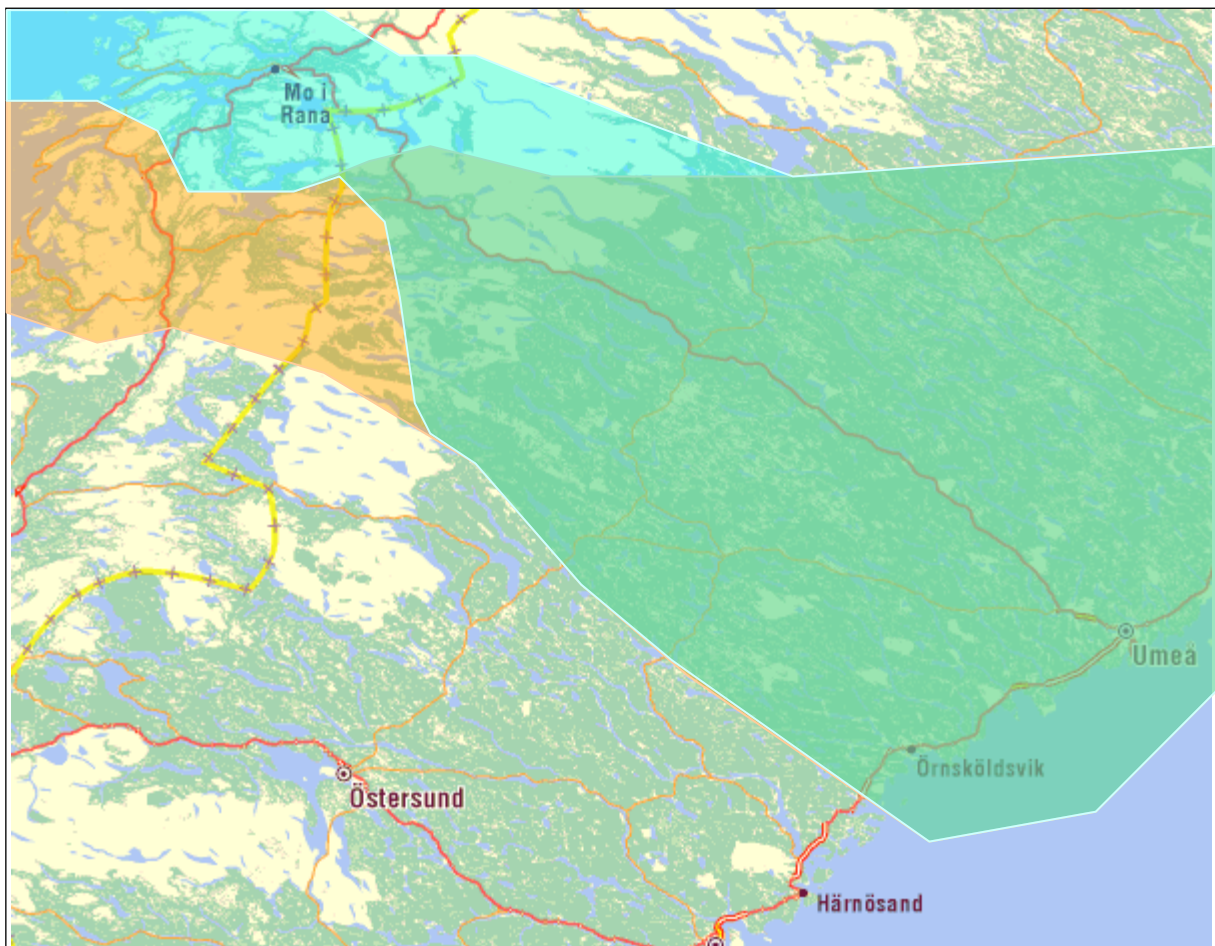 Mo i
Rana
Umeå
Örnsköldsvik
Östersund
Härnösand